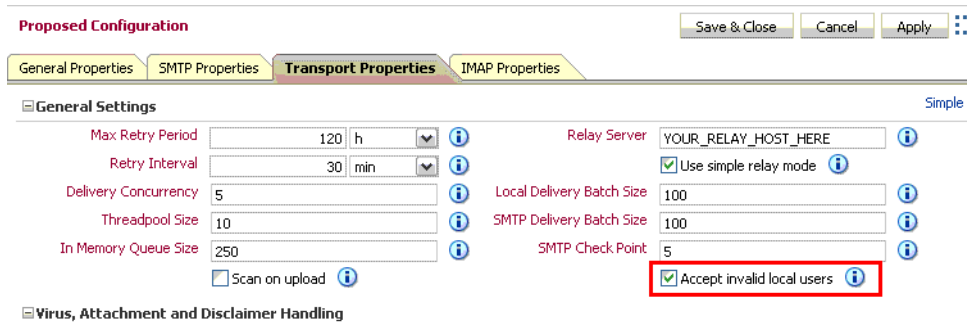 Proposed Configuration Save & Close Cancel Apply
General Properties SMTP Properties Transport Properties IMAP Properties
General Settings Simple
Max Retry Period 120 h Relay Server YOUR_RELAY_HOST_HERE
Retry Interval 30 min Use simple relay mode
Delivery Concurrency 5 Local Delivery Batch Size 100
Threadpool Size 10 SMTP Delivery Batch Size 100
In Memory Queue Size 250 SMTP Check Point 5
Scan on upload Accept invalid local users
Virus, Attachment and Disclaimer Handling